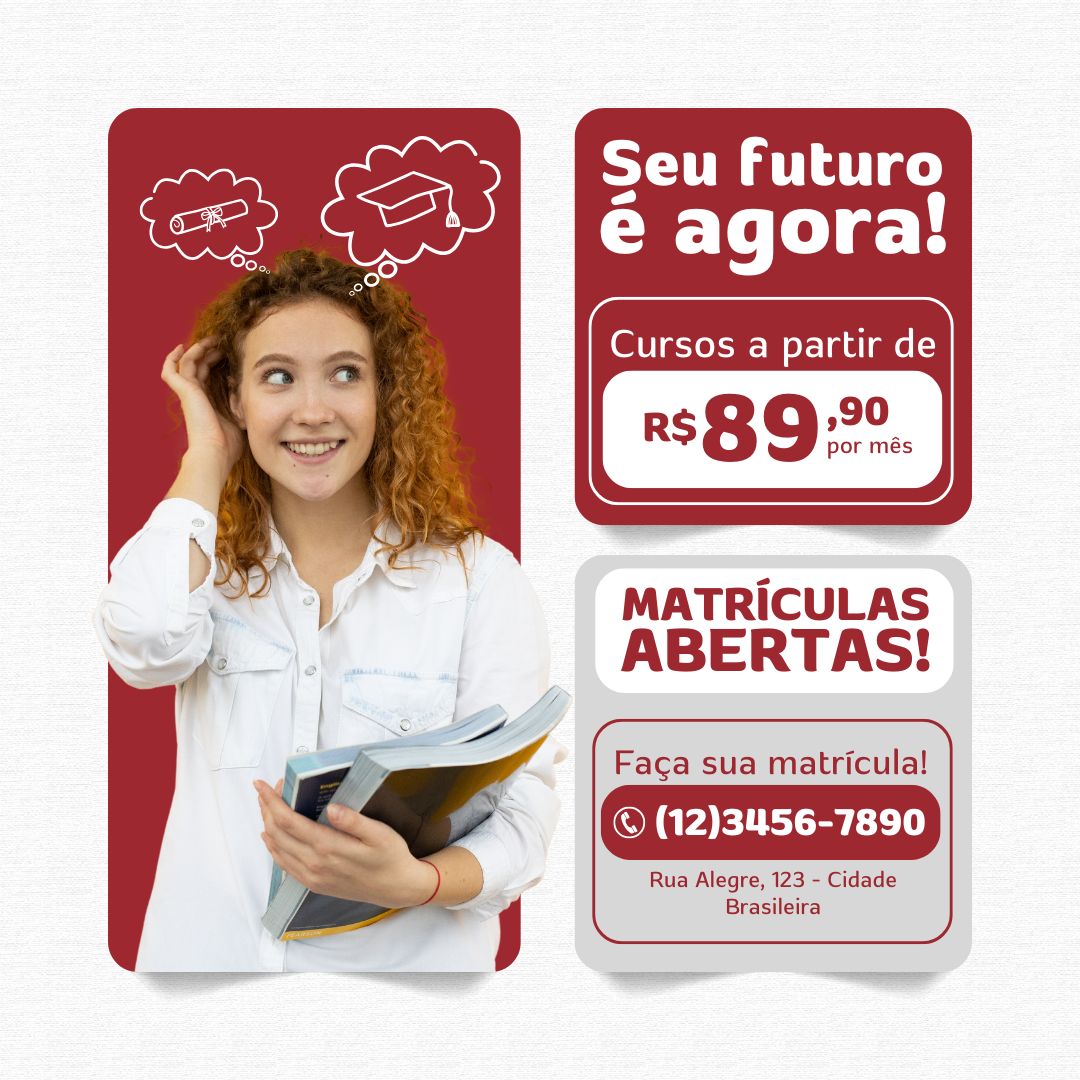 Seu futuro
é agora!
Cursos a partir de
R$89,90
por mês
MATRÍCULAS
ABERTAS!
Faça sua matrícula!
(12)3456-7890
Rua Alegre, 123 - Cidade
Brasileira
PEARSON